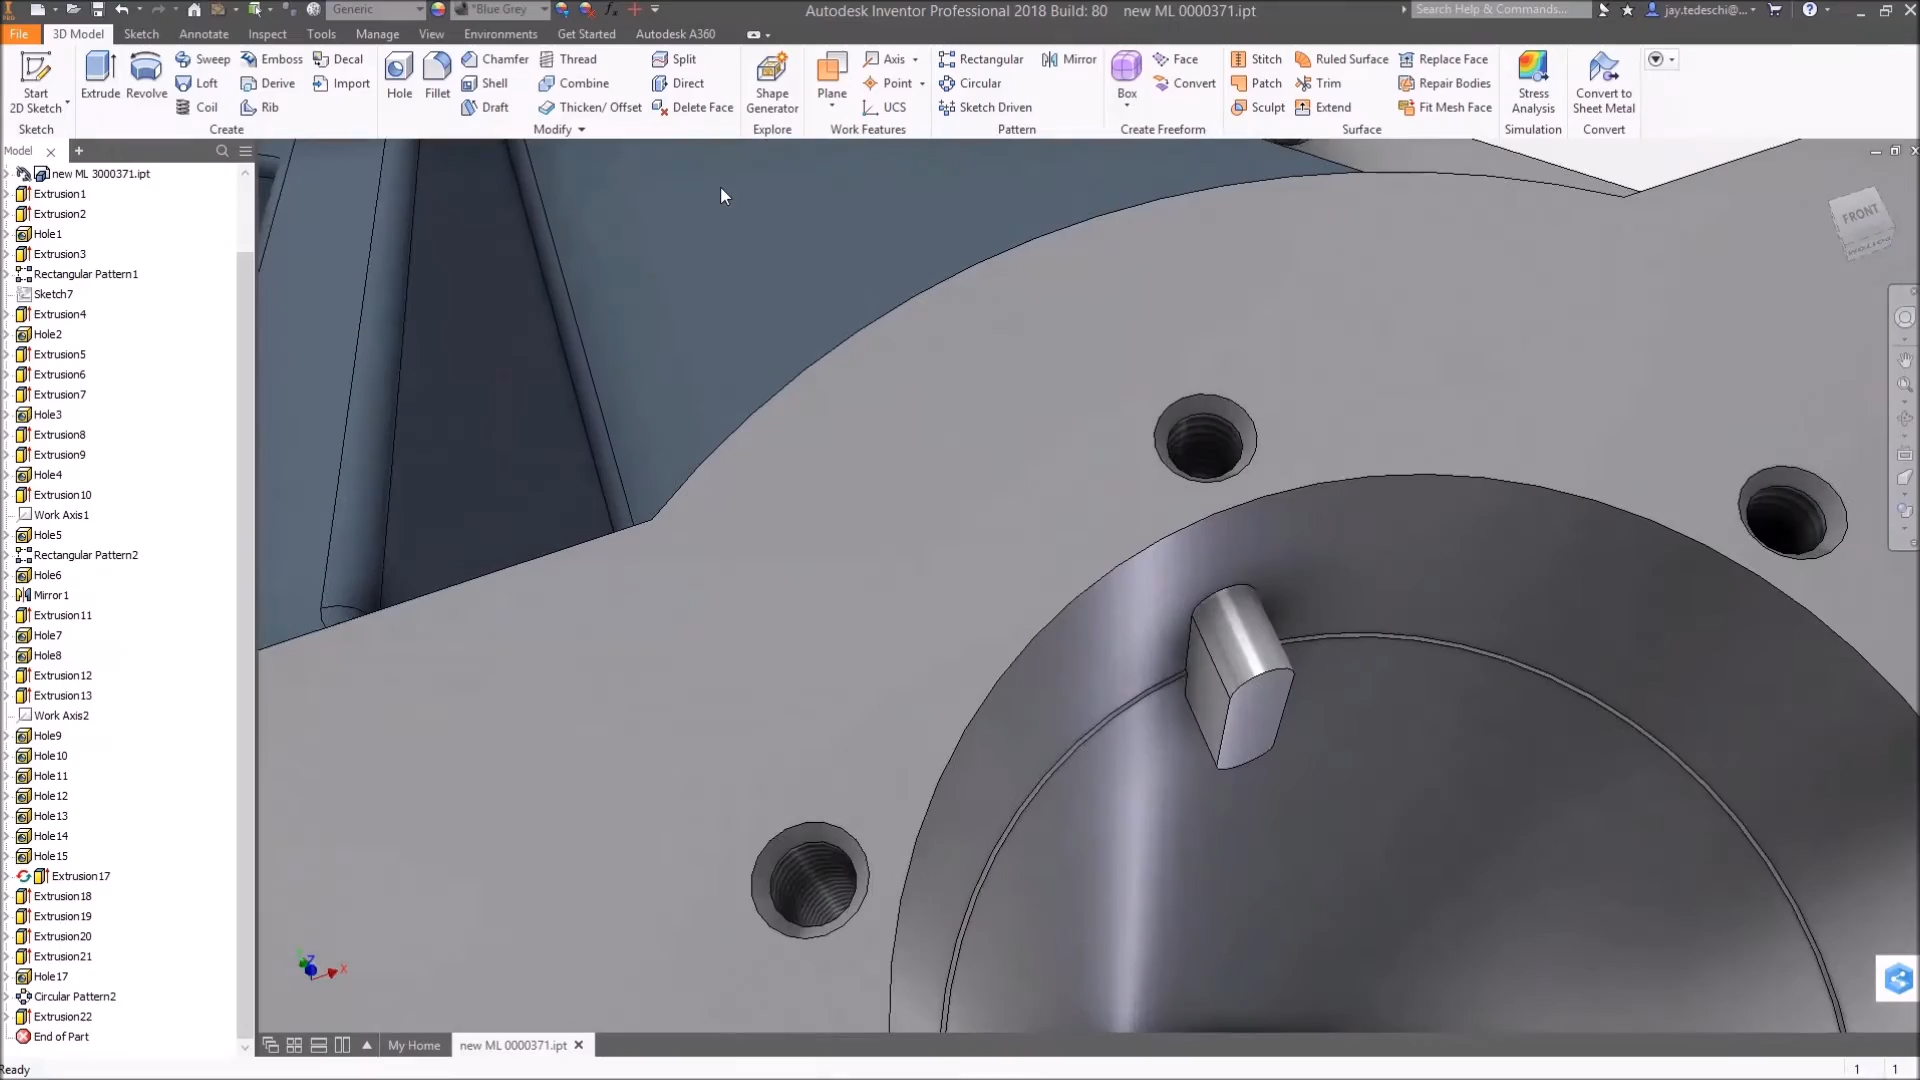 Generic
*Blue Grey
Autodesk Inventor Professional 2018 Build: 80 new ML 0000371.ipt
Search Help & Commands...
jay.tedeschi@...
File 3D Model Sketch Annotate Inspect Tools Manage View Environments Get Started Autodesk A360
Start 2D Sketch
Extrude Revolve
Sweep Emboss Decal
Loft Derive Import
Coil Rib
Hole Fillet
Chamfer Thread Split
Shell Combine Direct
Draft Thicken/ Offset Delete Face
Shape Generator
Plane
Axis
Point
UCS
Rectangular Mirror
Circular
Sketch Driven
Box
Face
Convert
Stitch Ruled Surface Replace Face
Patch Trim Repair Bodies
Sculpt Extend Fit Mesh Face
Stress Analysis
Convert to Sheet Metal
Sketch Create Modify Explore Work Features Pattern Create Freeform Surface Simulation Convert
Model
new ML 3000371.ipt
Extrusion1
Extrusion2
Hole1
Extrusion3
Rectangular Pattern1
Sketch7
Extrusion4
Hole2
Extrusion5
Extrusion6
Extrusion7
Hole3
Extrusion8
Extrusion9
Hole4
Extrusion10
Work Axis1
Hole5
Rectangular Pattern2
Hole6
Mirror1
Extrusion11
Hole7
Hole8
Extrusion12
Extrusion13
Work Axis2
Hole9
Hole10
Hole11
Hole12
Hole13
Hole14
Hole15
Extrusion17
Extrusion18
Extrusion19
Extrusion20
Extrusion21
Hole17
Circular Pattern2
Extrusion22
End of Part
FRONT
BOTTOM
Z
X
My Home
new ML 0000371.ipt
Ready
1 1